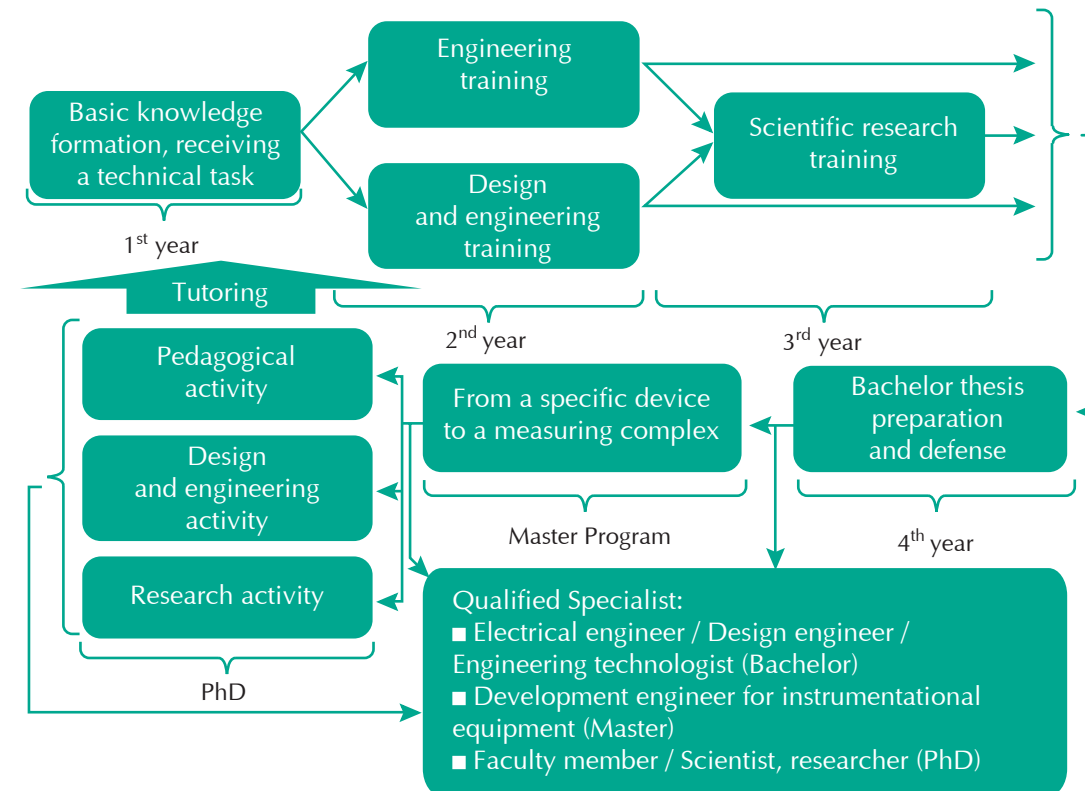 Basic knowledge
formation, receiving
a technical task
1st year
Engineering
training
Design
and engineering
training
2nd year
Scientific research
training
3rd year
Tutoring
Pedagogical
activity
Design
and engineering
activity
Research activity
PhD
From a specific device
to a measuring complex
Master Program
Bachelor thesis
preparation
and defense
4th year
Qualified Specialist:
■ Electrical engineer / Design engineer /
Engineering technologist (Bachelor)
■ Development engineer for instrumentational
equipment (Master)
■ Faculty member / Scientist, researcher (PhD)